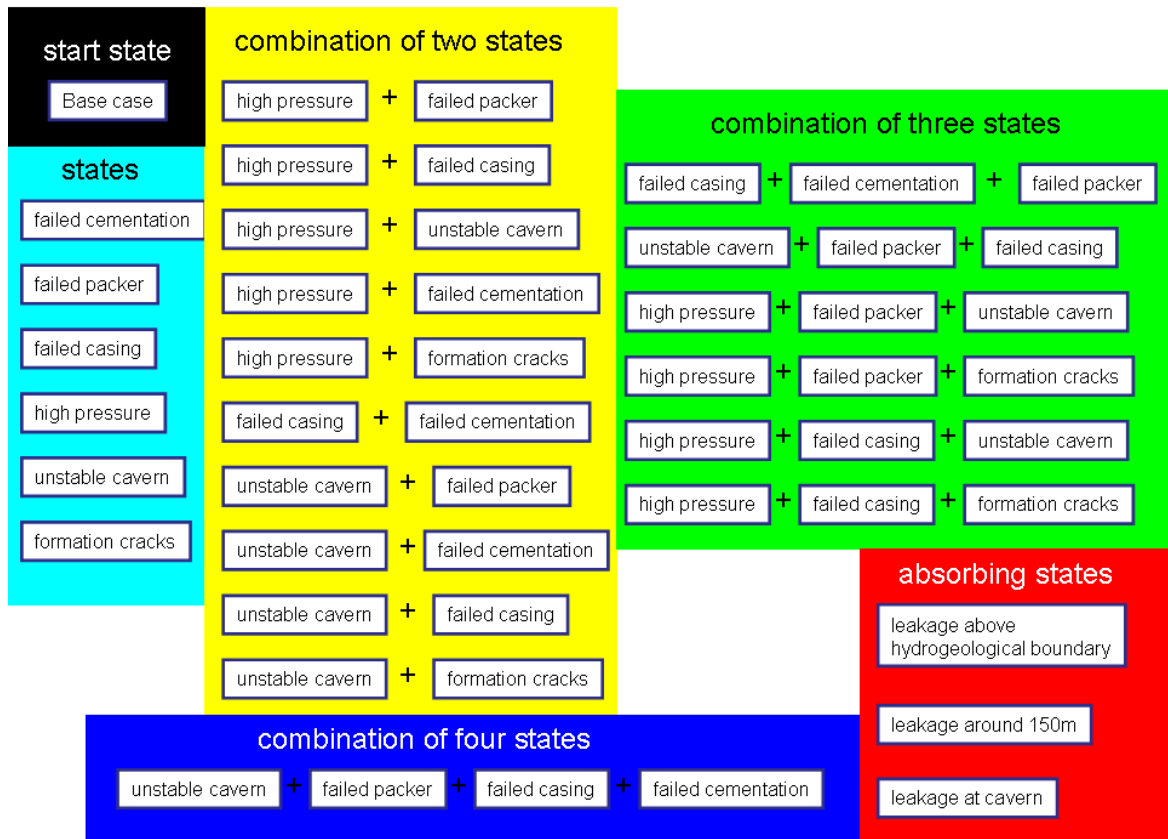 start state
Base case
states
failed cementation
failed packer
failed casing
high pressure
unstable cavern
formation cracks
combination of two states
high pressure + failed packer
high pressure + failed casing
high pressure + unstable cavern
high pressure + failed cementation
high pressure + formation cracks
failed casing + failed cementation
unstable cavern + failed packer
unstable cavern + failed cementation
unstable cavern + failed casing
unstable cavern + formation cracks
combination of three states
failed casing + failed cementation + failed packer
unstable cavern + failed packer + failed casing
high pressure + failed packer + unstable cavern
high pressure + failed packer + formation cracks
high pressure + failed casing + unstable cavern
high pressure + failed casing + formation cracks
combination of four states
unstable cavern + failed packer + failed casing + failed cementation
absorbing states
leakage above
hydrogeological boundary
leakage around 150m
leakage at cavern